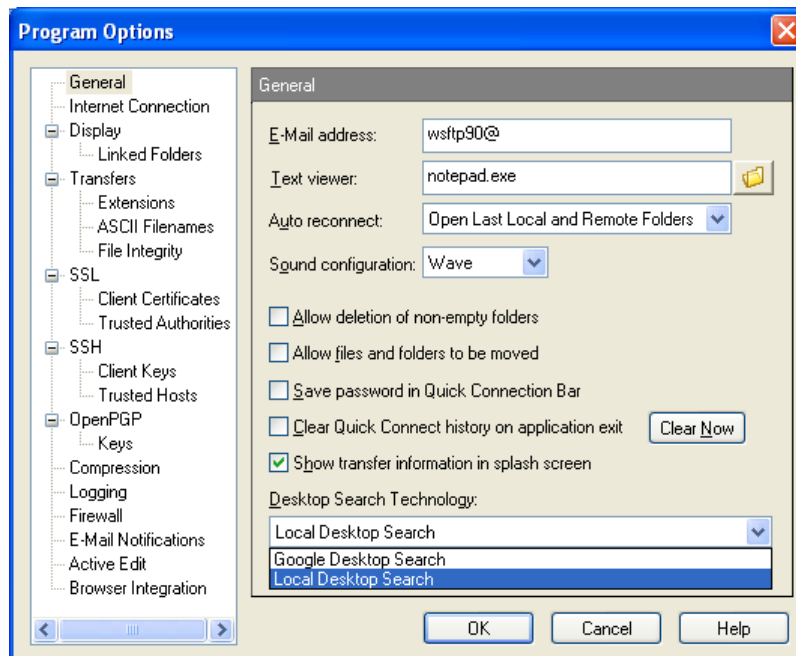 Program Options
General
Internet Connection
Display
Linked Folders
Transfers
Extensions
ASCII Filenames
File Integrity
SSL
Client Certificates
Trusted Authorities
SSH
Client Keys
Trusted Hosts
OpenPGP
Keys
Compression
Logging
Firewall
E-Mail Notifications
Active Edit
Browser Integration
General
E-Mail address: wsftp90@
Text viewer: notepad.exe
Auto reconnect: Open Last Local and Remote Folders
Sound configuration: Wave
Allow deletion of non-empty folders
Allow files and folders to be moved
Save password in Quick Connection Bar
Clear Quick Connect history on application exit Clear Now
Show transfer information in splash screen
Desktop Search Technology:
Local Desktop Search
Google Desktop Search
Local Desktop Search
OK Cancel Help